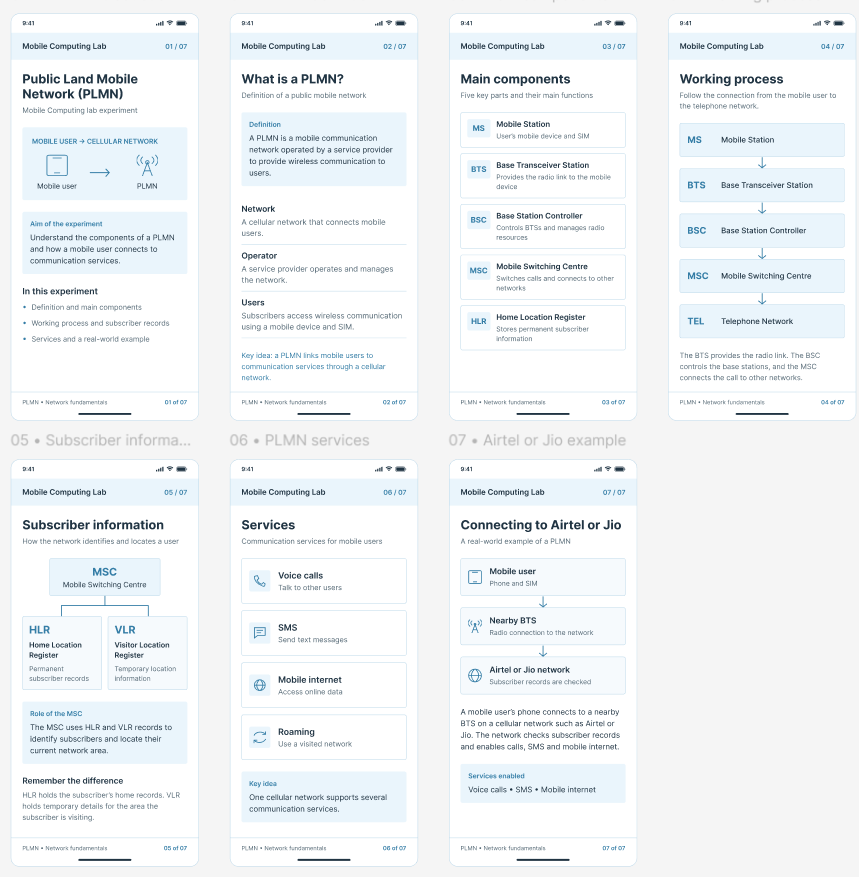 9:41
Mobile Computing Lab 01 / 07
Public Land Mobile
Network (PLMN)
Mobile Computing lab experiment
MOBILE USER → CELLULAR NETWORK
Mobile user PLMN
Aim of the experiment
Understand the components of a PLMN
and how a mobile user connects to
communication services.
In this experiment
• Definition and main components
• Working process and subscriber records
• Services and a real-world example
PLMN • Network fundamentals 01 of 07
9:41
Mobile Computing Lab 02 / 07
What is a PLMN?
Definition of a public mobile network
Definition
A PLMN is a mobile communication
network operated by a service provider
to provide wireless communication to
users.
Network
A cellular network that connects mobile
users.
Operator
A service provider operates and manages
the network.
Users
Subscribers access wireless communication
using a mobile device and SIM.
Key idea: a PLMN links mobile users to
communication services through a cellular
network.
PLMN • Network fundamentals 02 of 07
9:41
Mobile Computing Lab 03 / 07
Main components
Five key parts and their main functions
MS Mobile Station
User's mobile device and SIM
BTS Base Transceiver Station
Provides the radio link to the mobile
device
BSC Base Station Controller
Controls BTSs and manages radio
resources
MSC Mobile Switching Centre
Switches calls and connects to other
networks
HLR Home Location Register
Stores permanent subscriber
information
PLMN • Network fundamentals 03 of 07
9:41
Mobile Computing Lab 04 / 07
Working process
Follow the connection from the mobile user to
the telephone network.
MS Mobile Station
BTS Base Transceiver Station
BSC Base Station Controller
MSC Mobile Switching Centre
TEL Telephone Network
The BTS provides the radio link. The BSC
controls the base stations, and the MSC
connects the call to other networks.
PLMN • Network fundamentals 04 of 07
05 • Subscriber informa...
9:41
Mobile Computing Lab 05 / 07
Subscriber information
How the network identifies and locates a user
MSC
Mobile Switching Centre
HLR VLR
Home Location Visitor Location
Register Register
Permanent Temporary location
subscriber records information
Role of the MSC
The MSC uses HLR and VLR records to
identify subscribers and locate their
current network area.
Remember the difference
HLR holds the subscriber's home records. VLR
holds temporary details for the area the
subscriber is visiting.
PLMN • Network fundamentals 05 of 07
06 • PLMN services
9:41
Mobile Computing Lab 06 / 07
Services
Communication services for mobile users
Voice calls
Talk to other users
SMS
Send text messages
Mobile internet
Access online data
Roaming
Use a visited network
Key idea
One cellular network supports several
communication services.
PLMN • Network fundamentals 06 of 07
07 • Airtel or Jio example
9:41
Mobile Computing Lab 07 / 07
Connecting to Airtel or Jio
A real-world example of a PLMN
Mobile user
Phone and SIM
Nearby BTS
Radio connection to the network
Airtel or Jio network
Subscriber records are checked
A mobile user's phone connects to a nearby
BTS on a cellular network such as Airtel or
Jio. The network checks subscriber records
and enables calls, SMS and mobile internet.
Services enabled
Voice calls • SMS • Mobile internet
PLMN • Network fundamentals 07 of 07